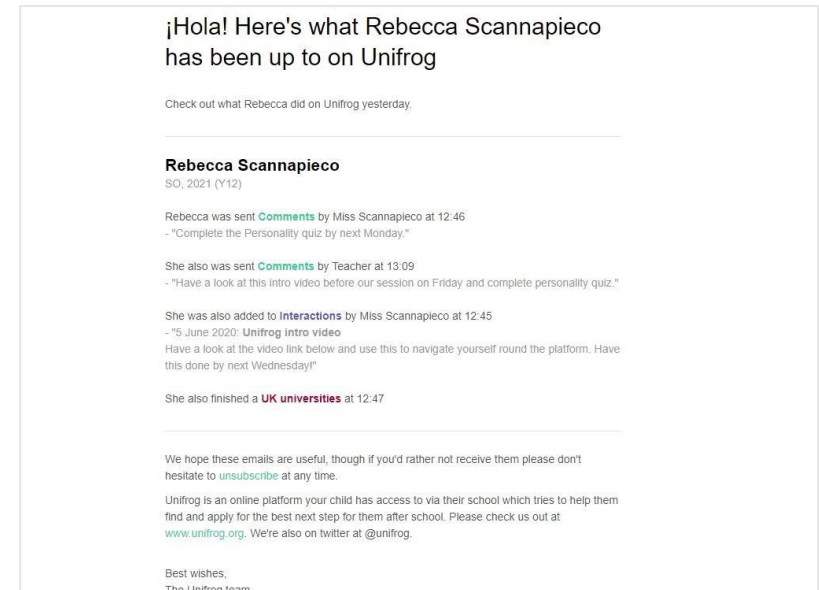 ¡Hola! Here's what Rebecca Scannapieco
has been up to on Unifrog
Check out what Rebecca did on Unifrog yesterday.
Rebecca Scannapieco
SO, 2021 (Y12)
Rebecca was sent Comments by Miss Scannapieco at 12:46
- "Complete the Personality quiz by next Monday."
She also was sent Comments by Teacher at 13:09
- "Have a look at this intro video before our session on Friday and complete personality quiz."
She was also added to Interactions by Miss Scannapieco at 12:45
- "5 June 2020: Unifrog intro video
Have a look at the video link below and use this to navigate yourself round the platform. Have
this done by next Wednesday!"
She also finished a UK universities at 12:47
We hope these emails are useful, though if you'd rather not receive them please don't
hesitate to unsubscribe at any time.
Unifrog is an online platform your child has access to via their school which tries to help them
find and apply for the best next step for them after school. Please check us out at
www.unifrog.org. We're also on twitter at @unifrog.
Best wishes,
The Unifrog team